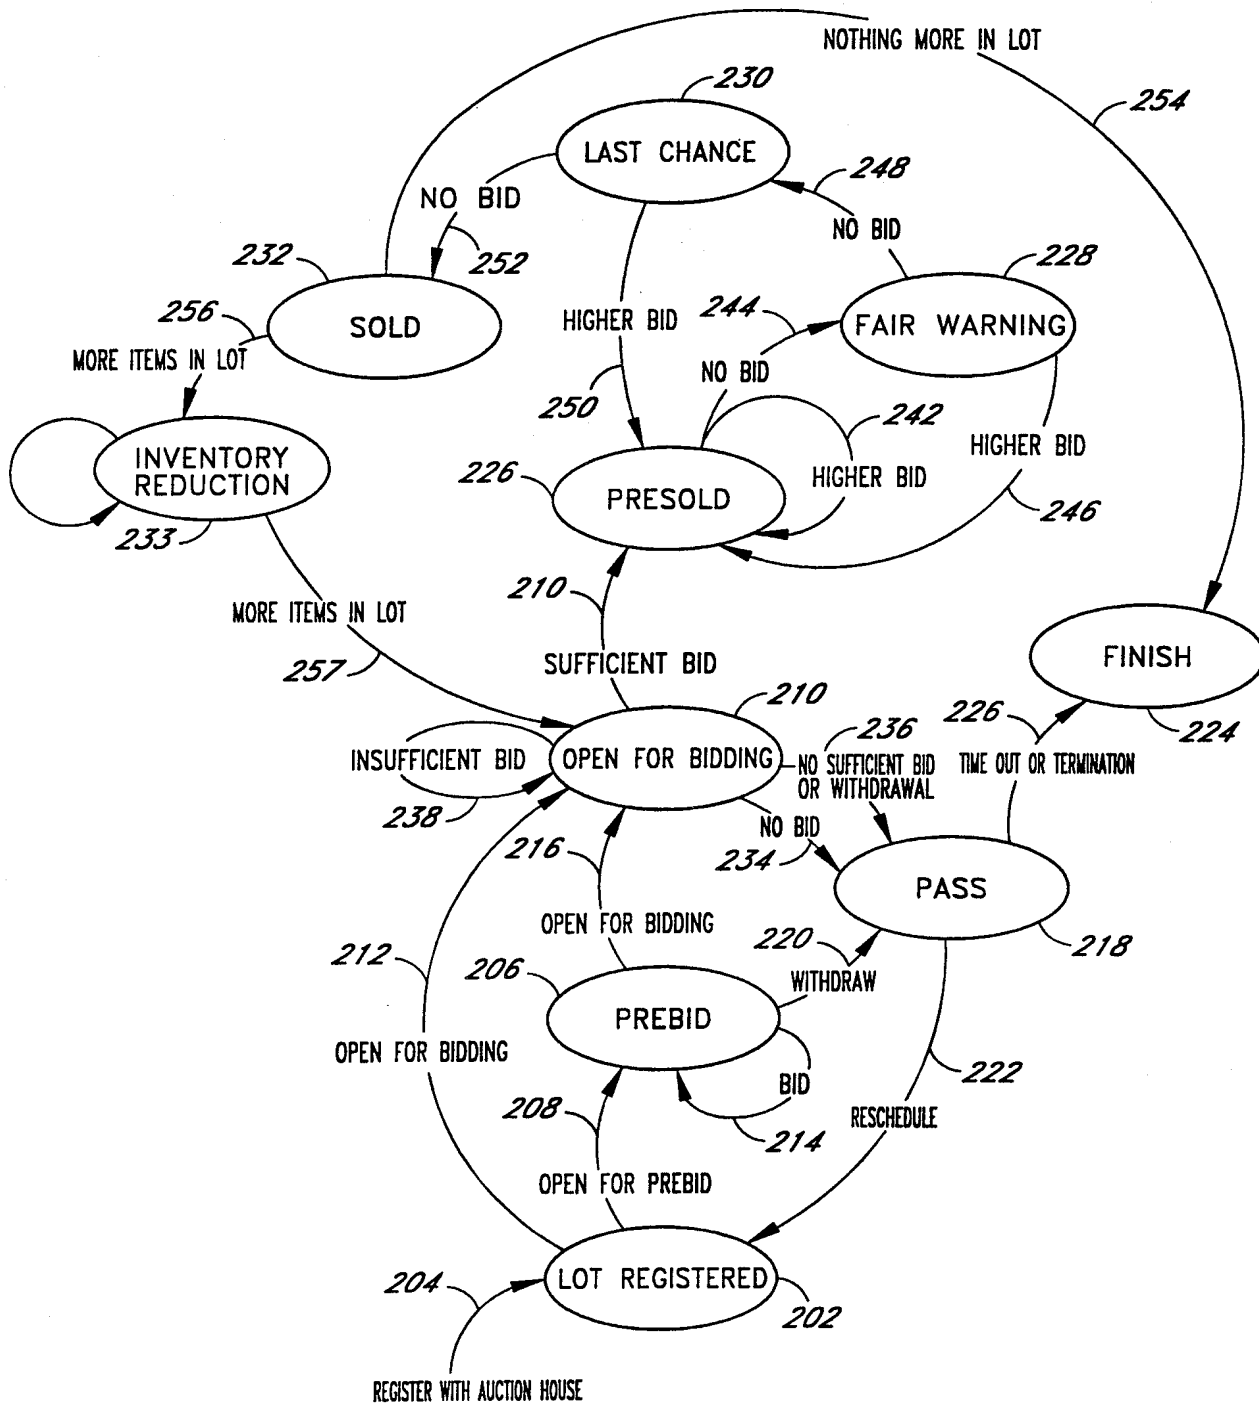 NOTHING MORE IN LOT
230
254
LAST CHANCE
248
NO BID
NO BID
232
252
228
256
SOLD
HIGHER BID
244
FAIR WARNING
MORE ITEMS IN LOT
NO BID
250
242
INVENTORY
REDUCTION
226
HIGHER BID
HIGHER BID
PRESOLD
246
233
210
MORE ITEMS IN LOT
257
SUFFICIENT BID
FINISH
210
226
224
236
INSUFFICIENT BID
OPEN FOR BIDDING
NO SUFFICIENT BID
OR WITHDRAWAL
TIME OUT OR TERMINATION
238
NO BID
234
216
PASS
OPEN FOR BIDDING
220
218
212
206
WITHDRAW
PREBID
OPEN FOR BIDDING
BID
222
208
214
RESCHEDULE
OPEN FOR PREBID
204
LOT REGISTERED
202
REGISTER WITH AUCTION HOUSE